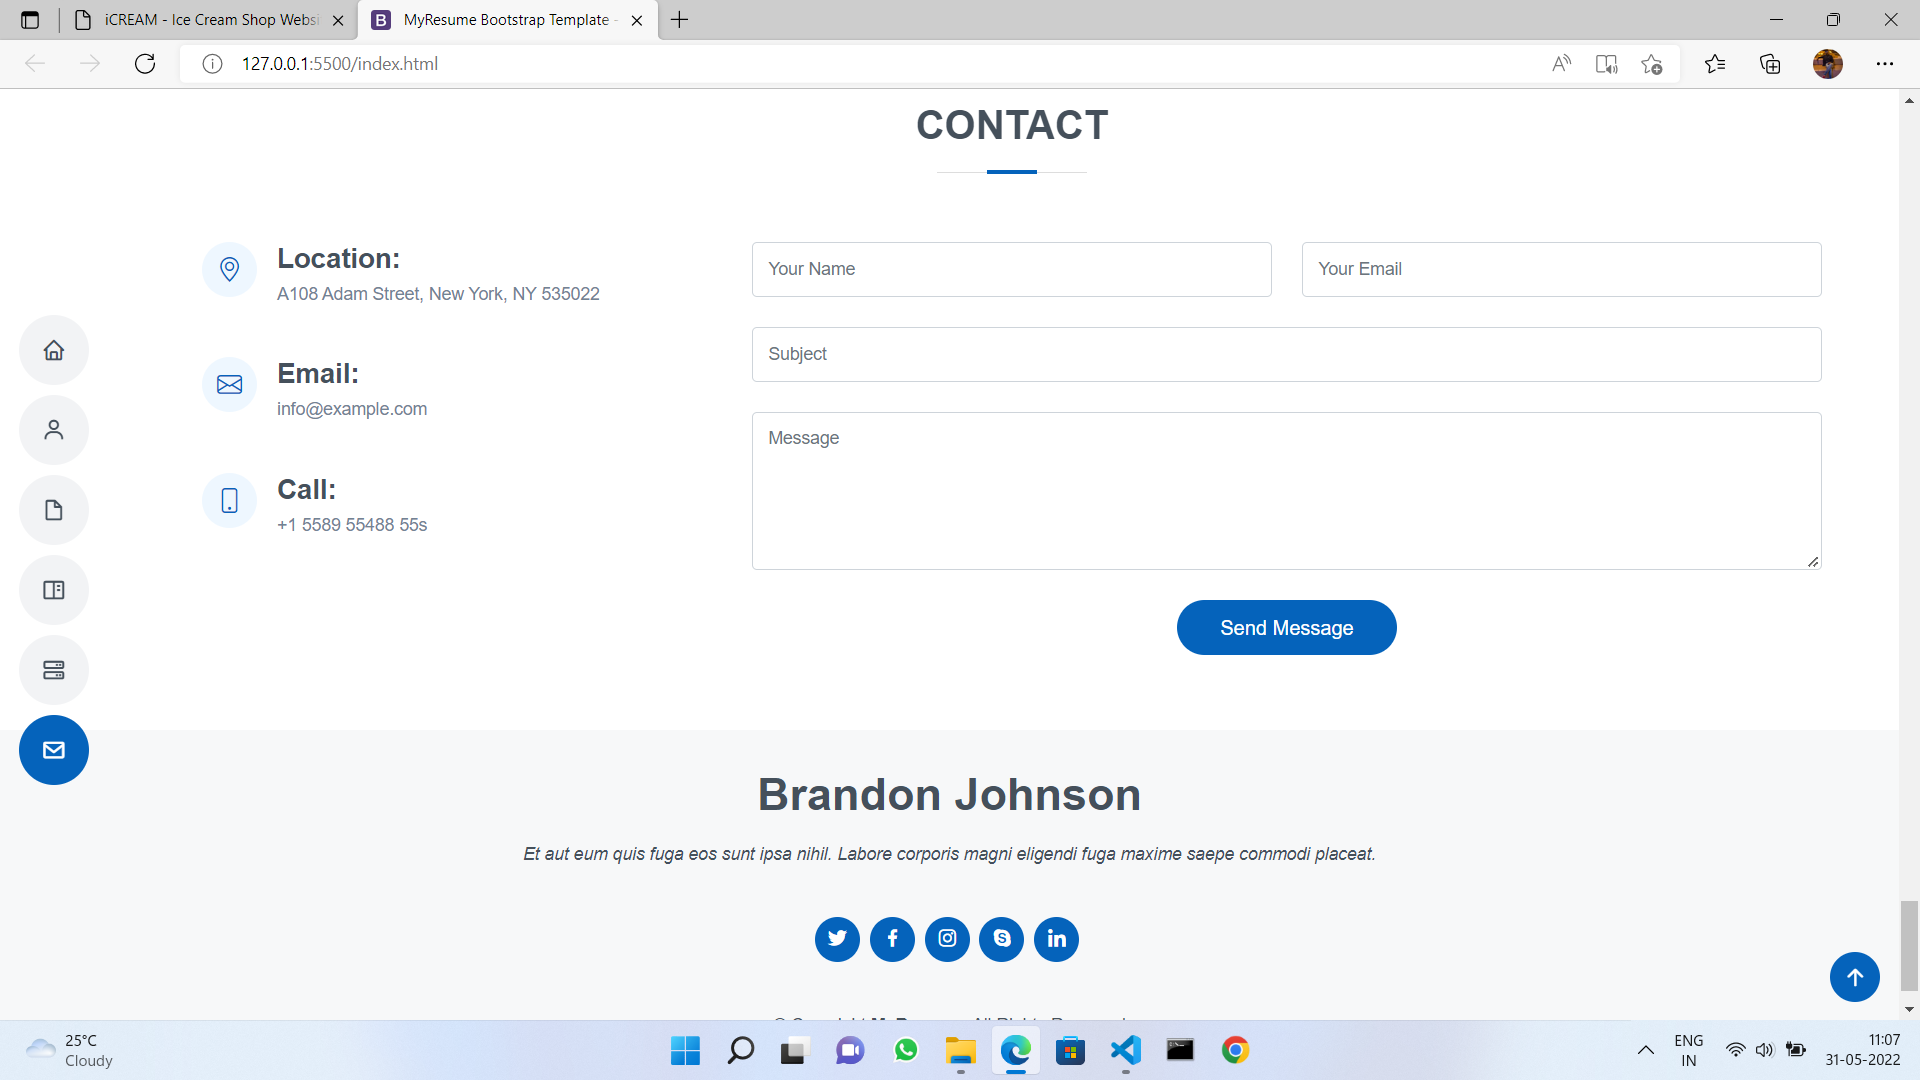 iCREAM - Ice Cream Shop Websi
MyResume Bootstrap Template -
127.0.0.1:5500/index.html
CONTACT
Location:
A108 Adam Street, New York, NY 535022
Email:
info@example.com
Call:
+1 5589 55488 55s
Your Name
Your Email
Subject
Message
Send Message
Brandon Johnson
Et aut eum quis fuga eos sunt ipsa nihil. Labore corporis magni eligendi fuga maxime saepe commodi placeat.
25°C
Cloudy
ENG
IN
11:07
31-05-2022